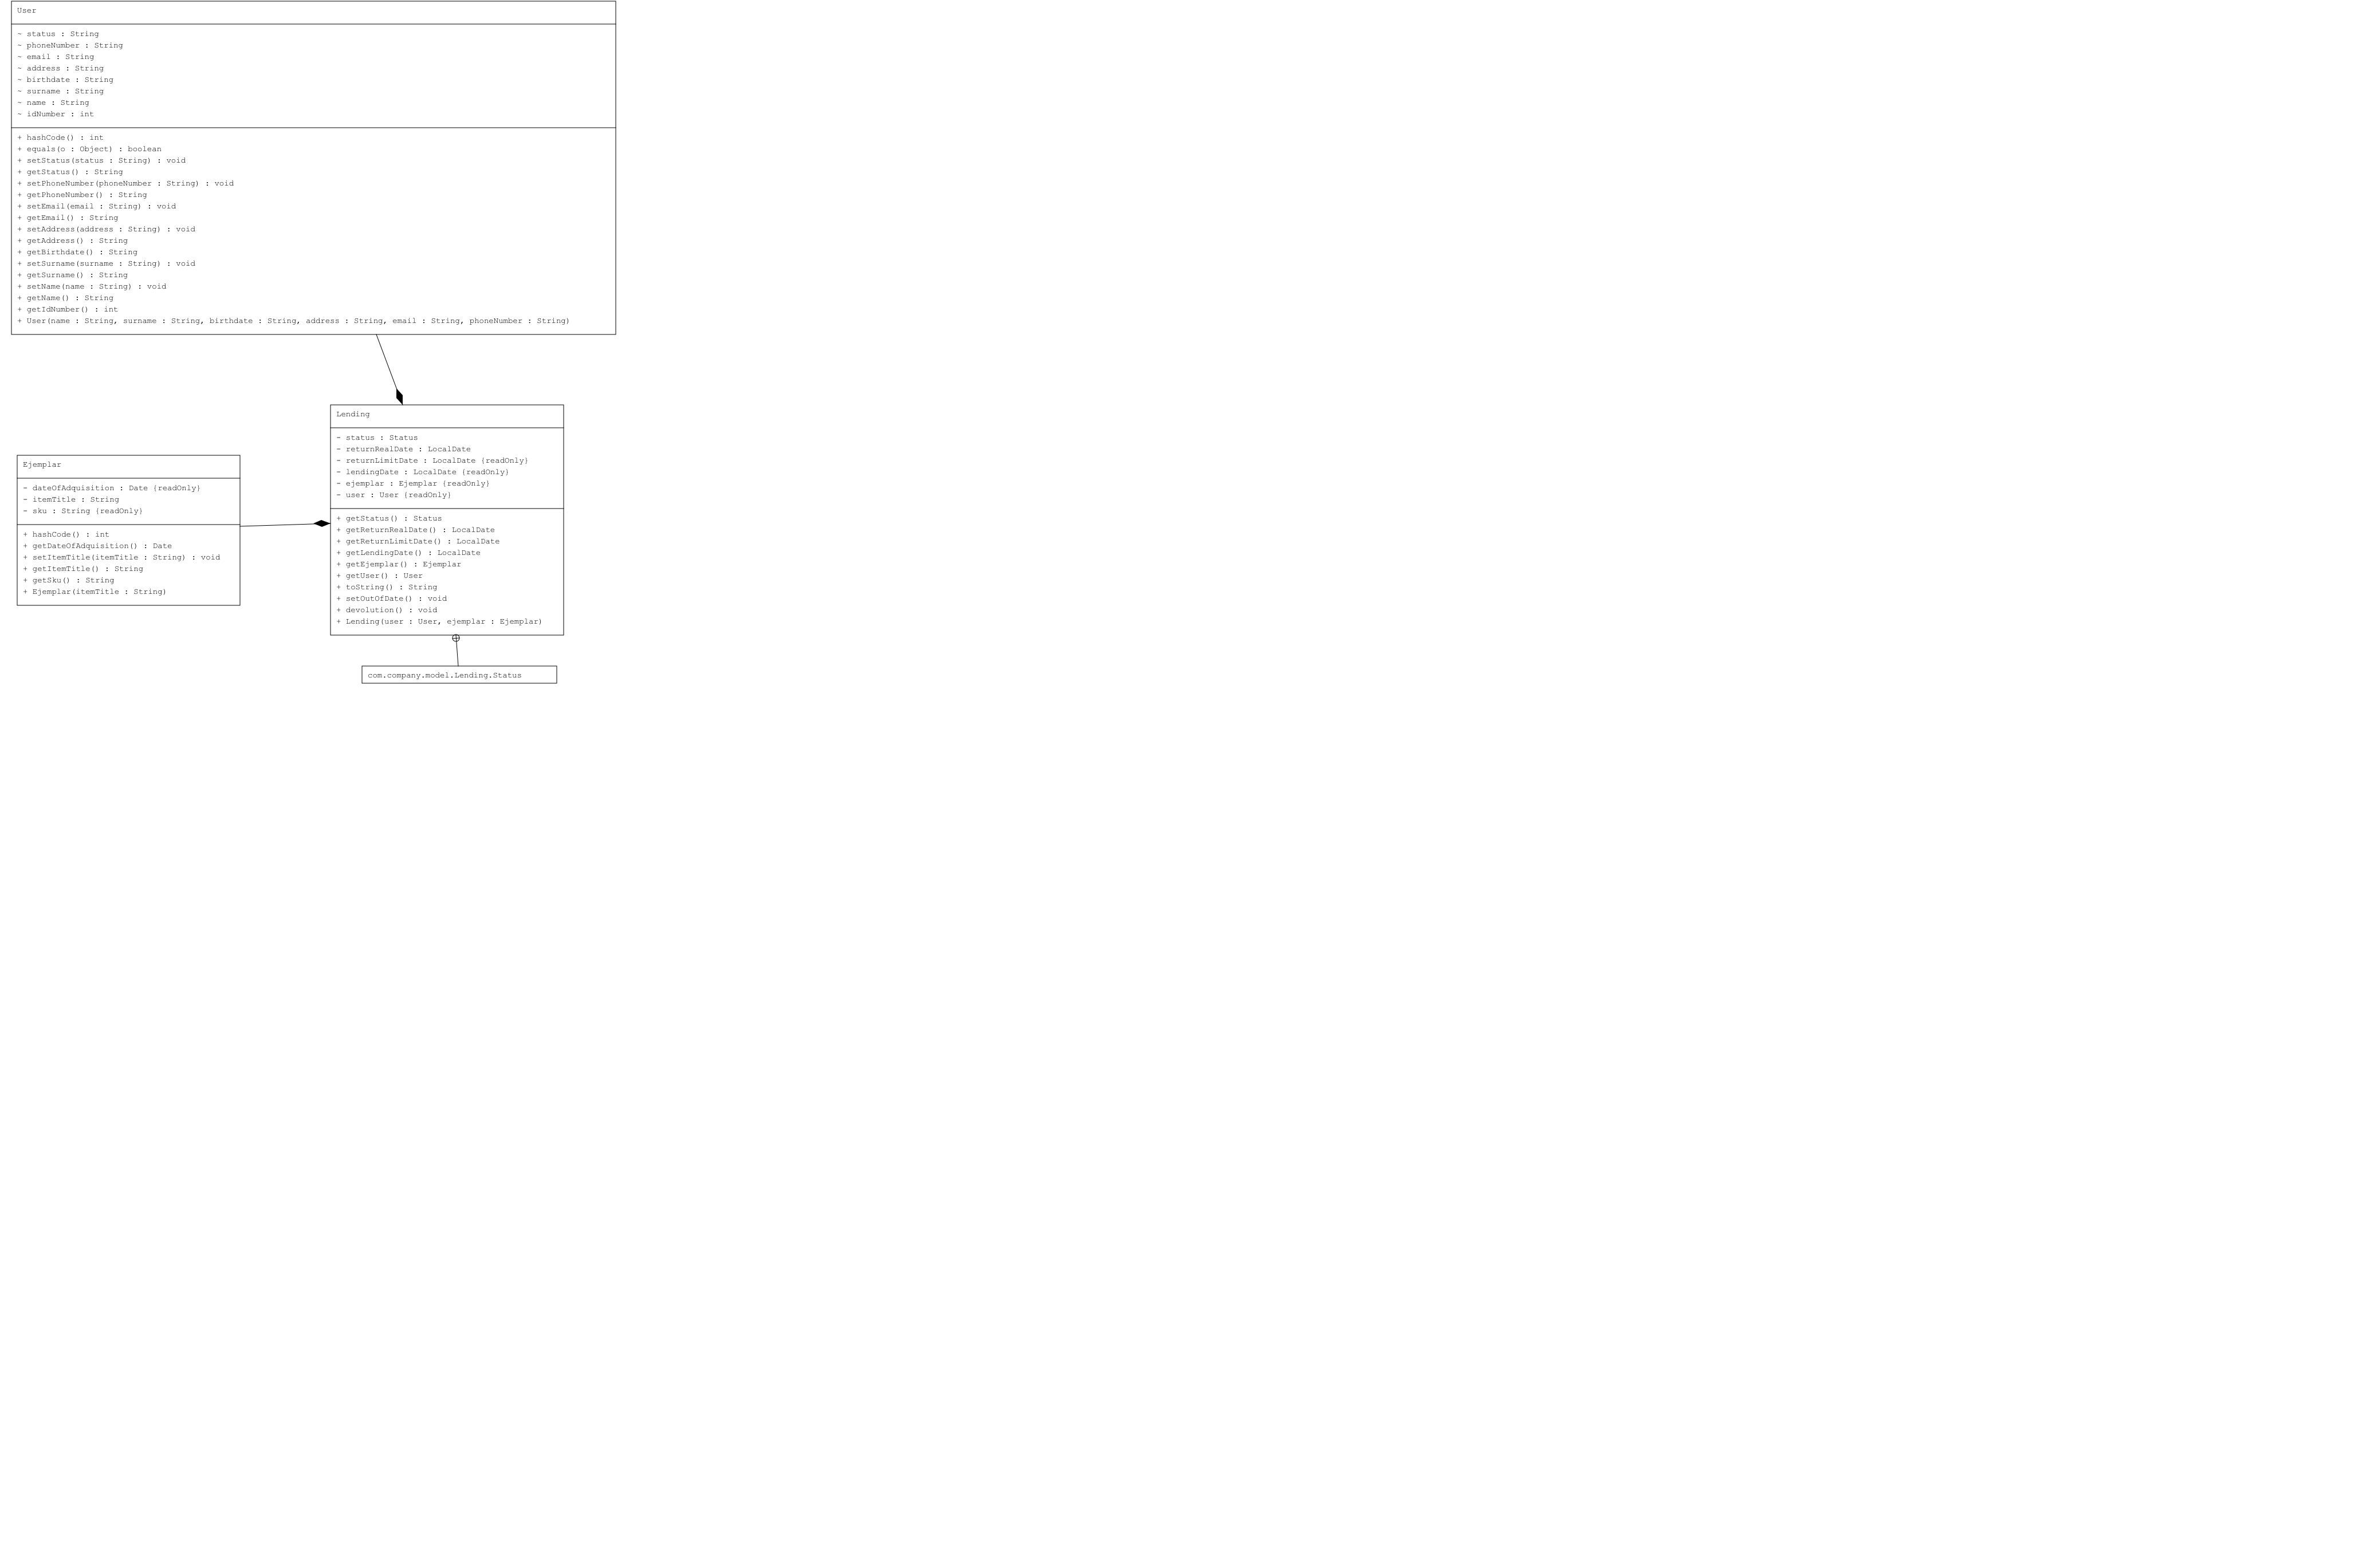 User
~ status : String
~ phoneNumber : String
~ email : String
~ address : String
~ birthdate : String
~ surname : String
~ name : String
~ idNumber : int
+ hashCode() : int
+ equals(o : Object) : boolean
+ setStatus(status : String) : void
+ getStatus() : String
+ setPhoneNumber(phoneNumber : String) : void
+ getPhoneNumber() : String
+ setEmail(email : String) : void
+ getEmail() : String
+ setAddress(address : String) : void
+ getAddress() : String
+ getBirthdate() : String
+ setSurname(surname : String) : void
+ getSurname() : String
+ setName(name : String) : void
+ getName() : String
+ getIdNumber() : int
+ User(name : String, surname : String, birthdate : String, address : String, email : String, phoneNumber : String)
Ejemplar
- dateOfAdquisition : Date {readOnly}
- itemTitle : String
- sku : String {readOnly}
+ hashCode() : int
+ getDateOfAdquisition() : Date
+ setItemTitle(itemTitle : String) : void
+ getItemTitle() : String
+ getSku() : String
+ Ejemplar(itemTitle : String)
Lending
- status : Status
- returnRealDate : LocalDate
- returnLimitDate : LocalDate {readOnly}
- lendingDate : LocalDate {readOnly}
- ejemplar : Ejemplar {readOnly}
- user : User {readOnly}
+ getStatus() : Status
+ getReturnRealDate() : LocalDate
+ getReturnLimitDate() : LocalDate
+ getLendingDate() : LocalDate
+ getEjemplar() : Ejemplar
+ getUser() : User
+ toString() : String
+ setOutOfDate() : void
+ devolution() : void
+ Lending(user : User, ejemplar : Ejemplar)
com.company.model.Lending.Status